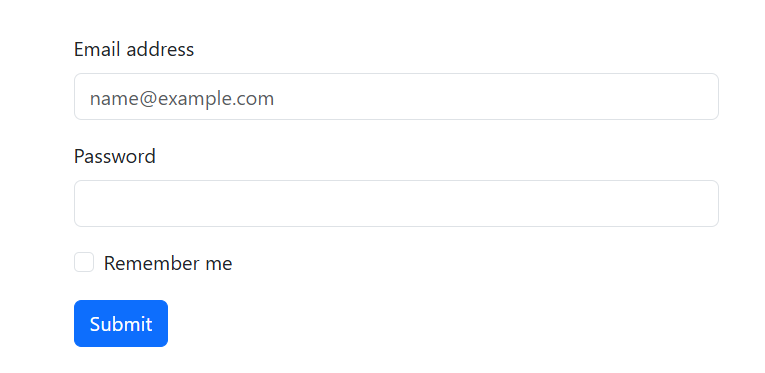 Email address
name@example.com
Password
Remember me
Submit